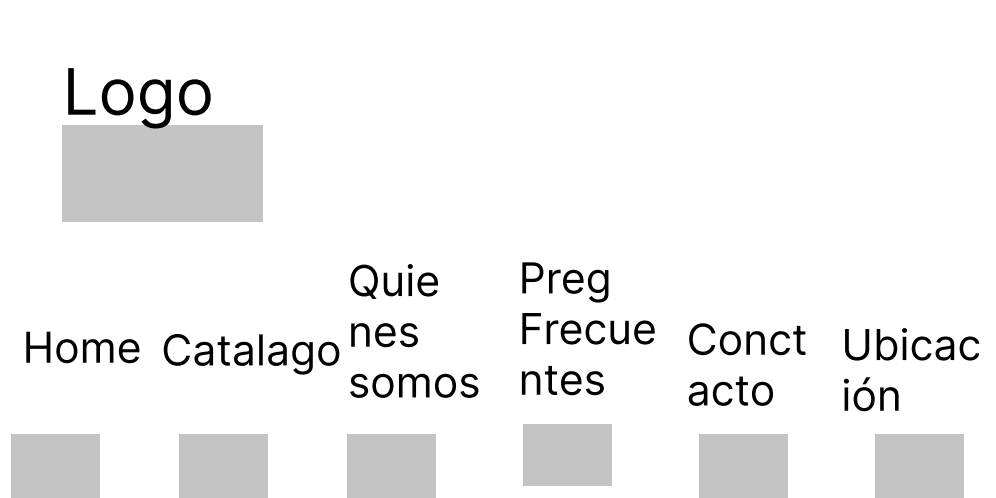 Logo
Home
Catalago
Quie
nes
somos
Preg
Frecue
ntes
Conct
acto
Ubicac
ión